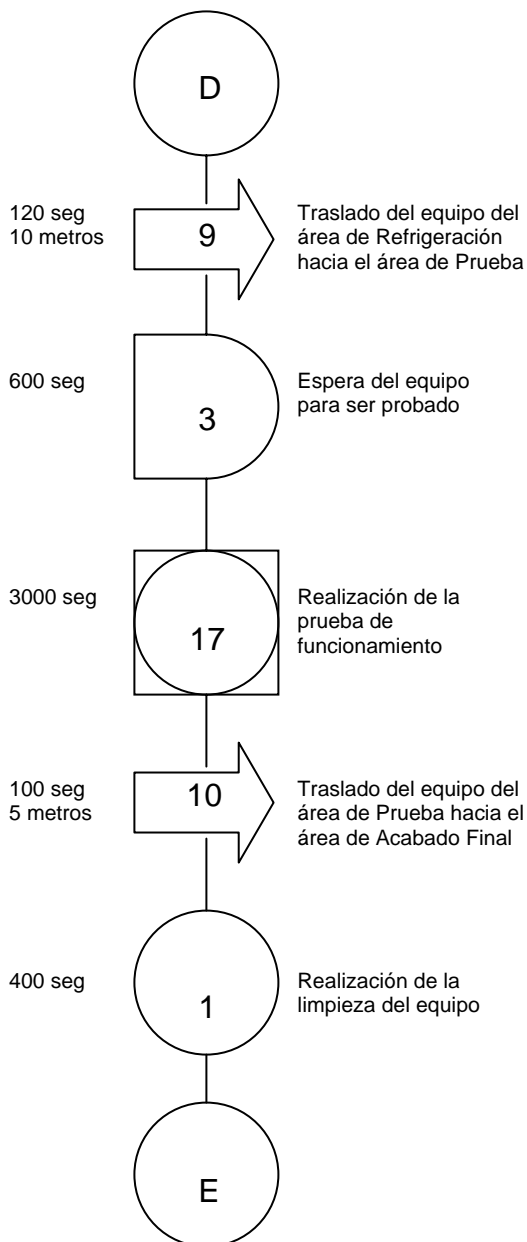 D
120 seg
10 metros
9
Traslado del equipo del
área de Refrigeración
hacia el área de Prueba
600 seg
3
Espera del equipo
para ser probado
3000 seg
17
Realización de la
prueba de
funcionamiento
100 seg
5 metros
10
Traslado del equipo del
área de Prueba hacia el
área de Acabado Final
400 seg
1
Realización de la
limpieza del equipo
E